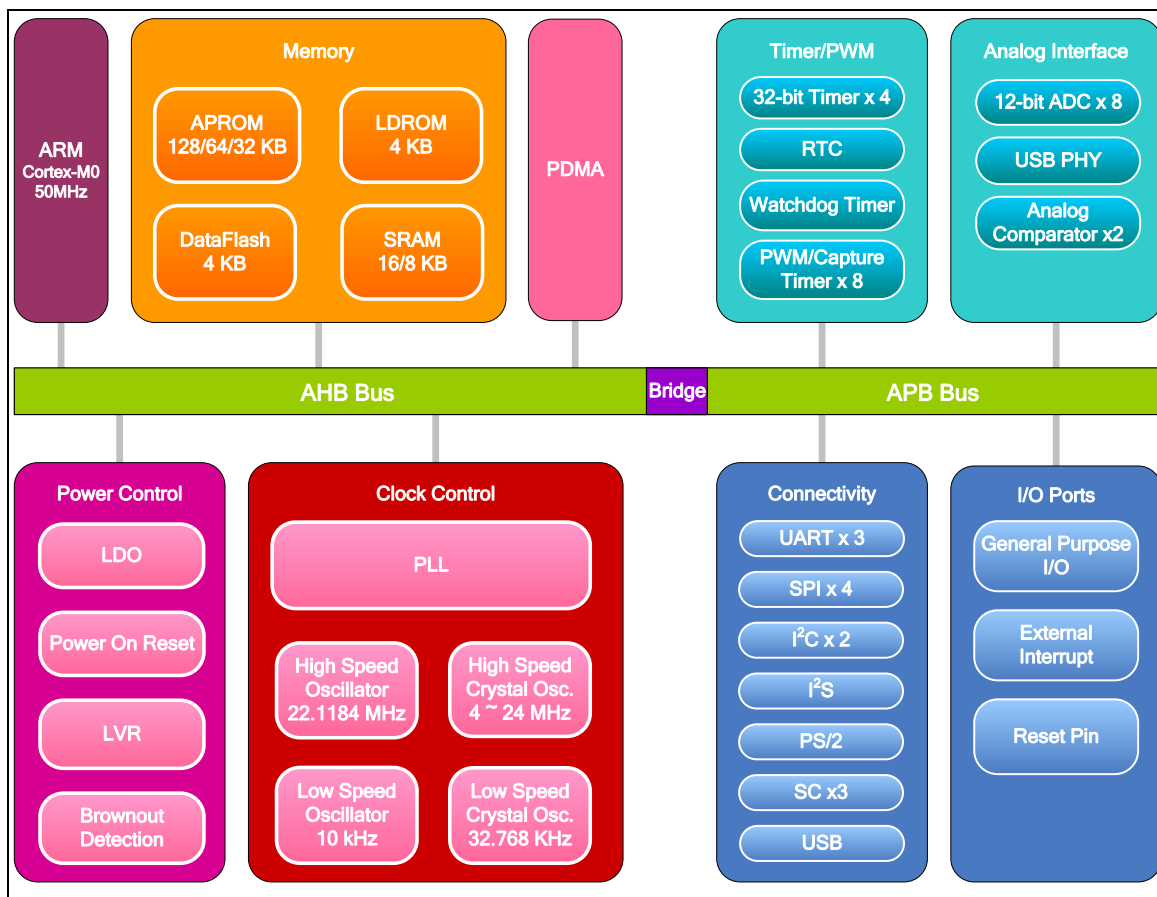 ARM
Cortex-M0
50MHz
Memory
APROM
128/64/32 KB
LDROM
4 KB
DataFlash
4 KB
SRAM
16/8 KB
PDMA
Timer/PWM
32-bit Timer x 4
RTC
Watchdog Timer
PWM/Capture
Timer x 8
Analog Interface
12-bit ADC x 8
USB PHY
Analog
Comparator x2
AHB Bus
Bridge
APB Bus
Power Control
LDO
Power On Reset
LVR
Brownout
Detection
Clock Control
PLL
High Speed
Oscillator
22.1184 MHz
High Speed
Crystal Osc.
4 ~ 24 MHz
Low Speed
Oscillator
10 kHz
Low Speed
Crystal Osc.
32.768 KHz
Connectivity
UART x 3
SPI x 4
I²C x 2
I²S
PS/2
SC x3
USB
I/O Ports
General Purpose
I/O
External
Interrupt
Reset Pin